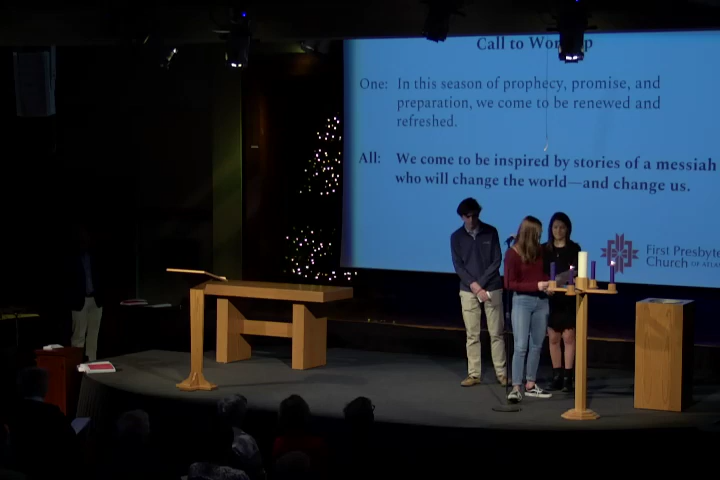 Call to
One: In this season of prophecy, promise, and
preparation, we come to be renewed and
refreshed.
All: We come to be inspired by stories of a messiah
who will change the world—and change us.
First Presbyte
Church OF ATLA